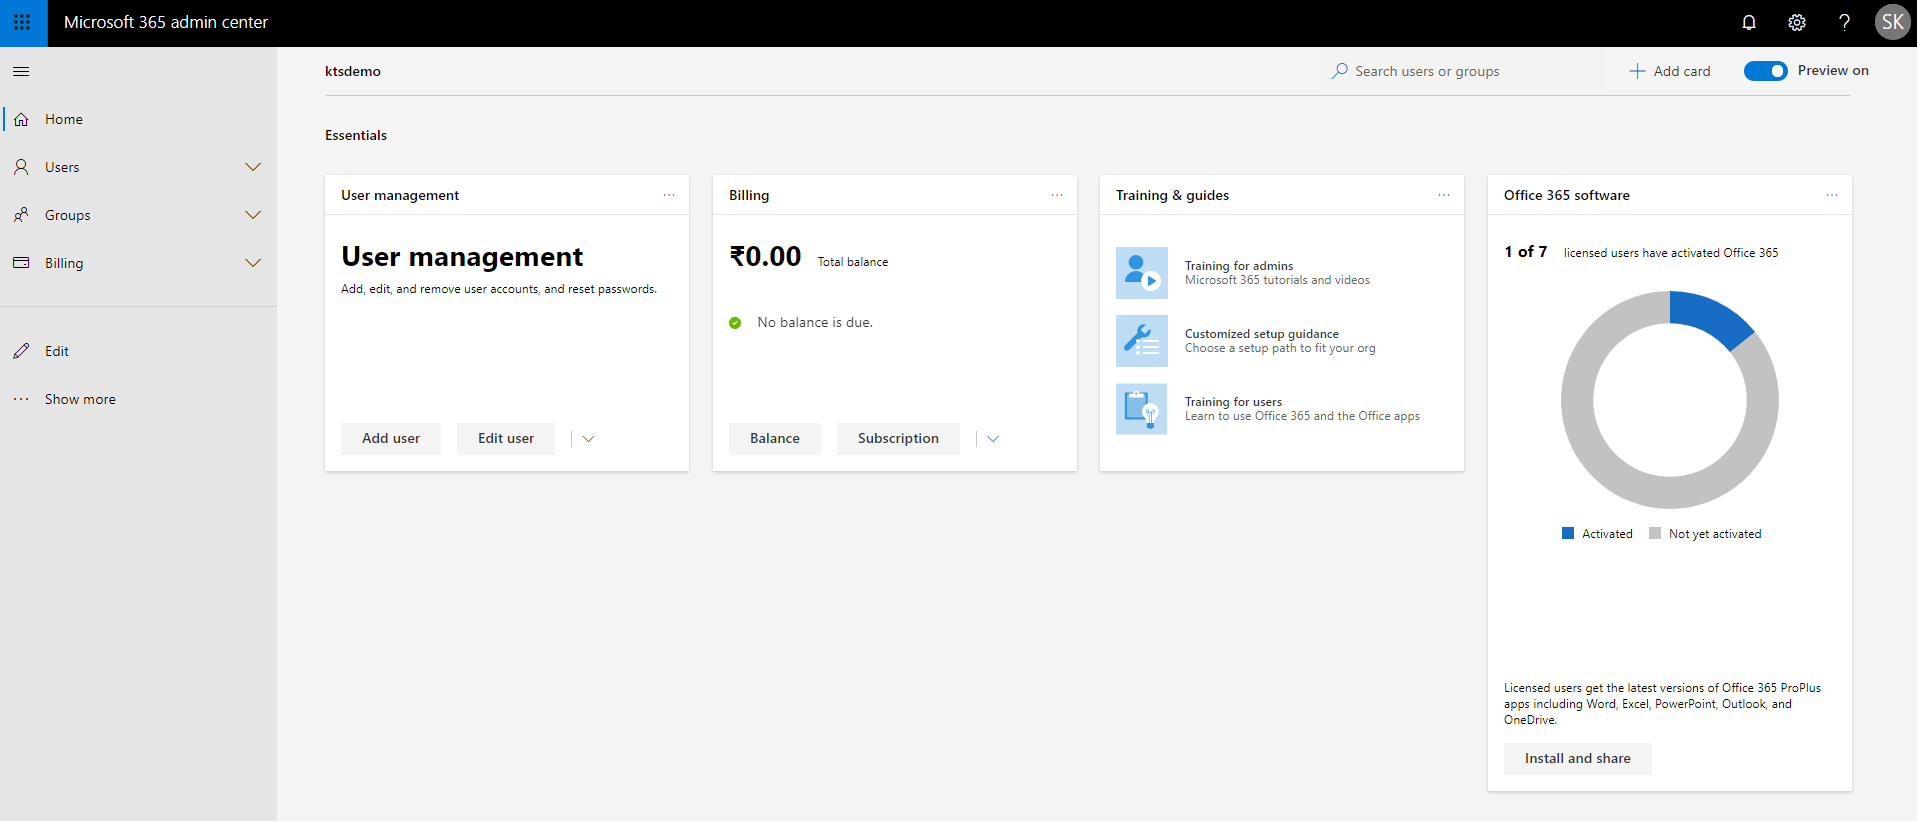 Microsoft 365 admin center
SK
ktsdemo
Search users or groups
Add card
Preview on
Home
Users
Groups
Billing
Edit
Show more
Essentials
User management
User management
Add, edit, and remove user accounts, and reset passwords.
Add user
Edit user
Billing
₹0.00 Total balance
No balance is due.
Balance
Subscription
Training & guides
Training for admins
Microsoft 365 tutorials and videos
Customized setup guidance
Choose a setup path to fit your org
Training for users
Learn to use Office 365 and the Office apps
Office 365 software
1 of 7 licensed users have activated Office 365
Activated
Not yet activated
Licensed users get the latest versions of Office 365 ProPlus
apps including Word, Excel, PowerPoint, Outlook, and
OneDrive.
Install and share